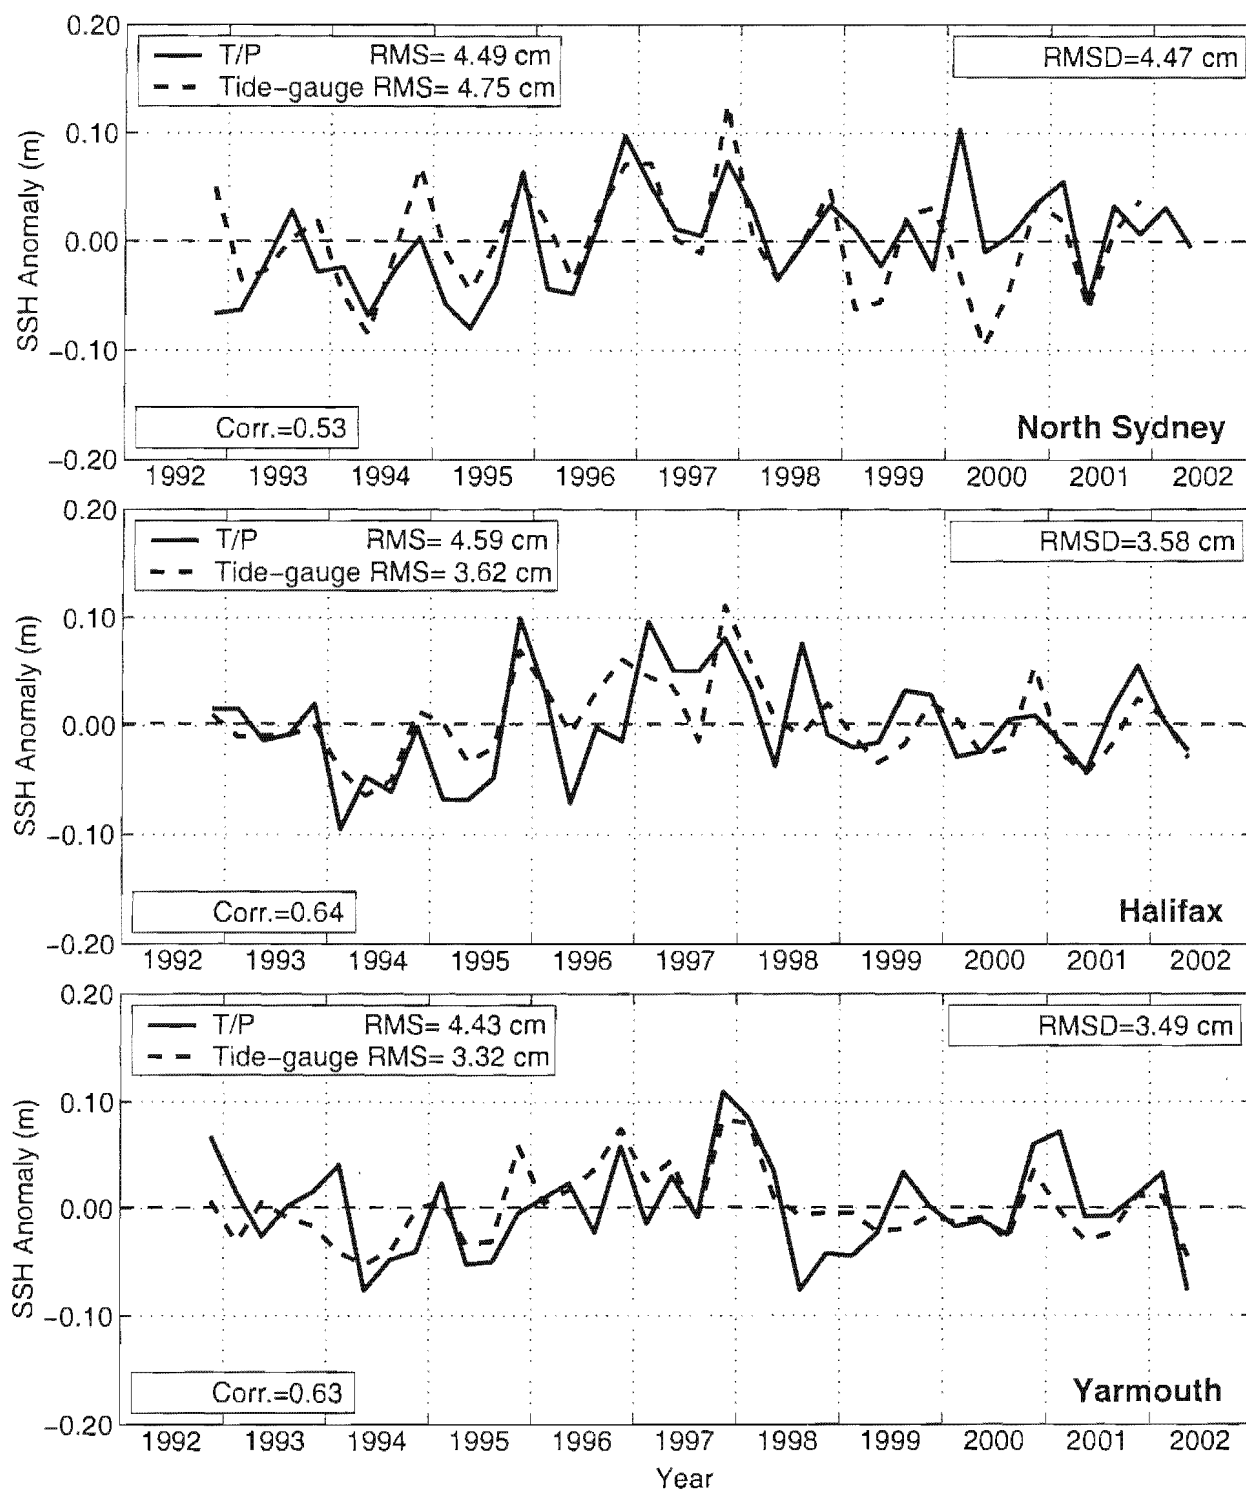 0.20
T/P RMS= 4.49 cm
RMSD=4.47 cm
Tide-gauge RMS= 4.75 cm
0.10
SSH Anomaly (m)
0.00
−0.10
Corr.=0.53
North Sydney
−0.20
1992 1993 1994 1995 1996 1997 1998 1999 2000 2001 2002
0.20
T/P RMS= 4.59 cm
RMSD=3.58 cm
Tide-gauge RMS= 3.62 cm
0.10
SSH Anomaly (m)
0.00
−0.10
Corr.=0.64
Halifax
−0.20
1992 1993 1994 1995 1996 1997 1998 1999 2000 2001 2002
0.20
T/P RMS= 4.43 cm
RMSD=3.49 cm
Tide-gauge RMS= 3.32 cm
0.10
SSH Anomaly (m)
0.00
−0.10
Corr.=0.63
Yarmouth
−0.20
1992 1993 1994 1995 1996 1997 1998 1999 2000 2001 2002
Year